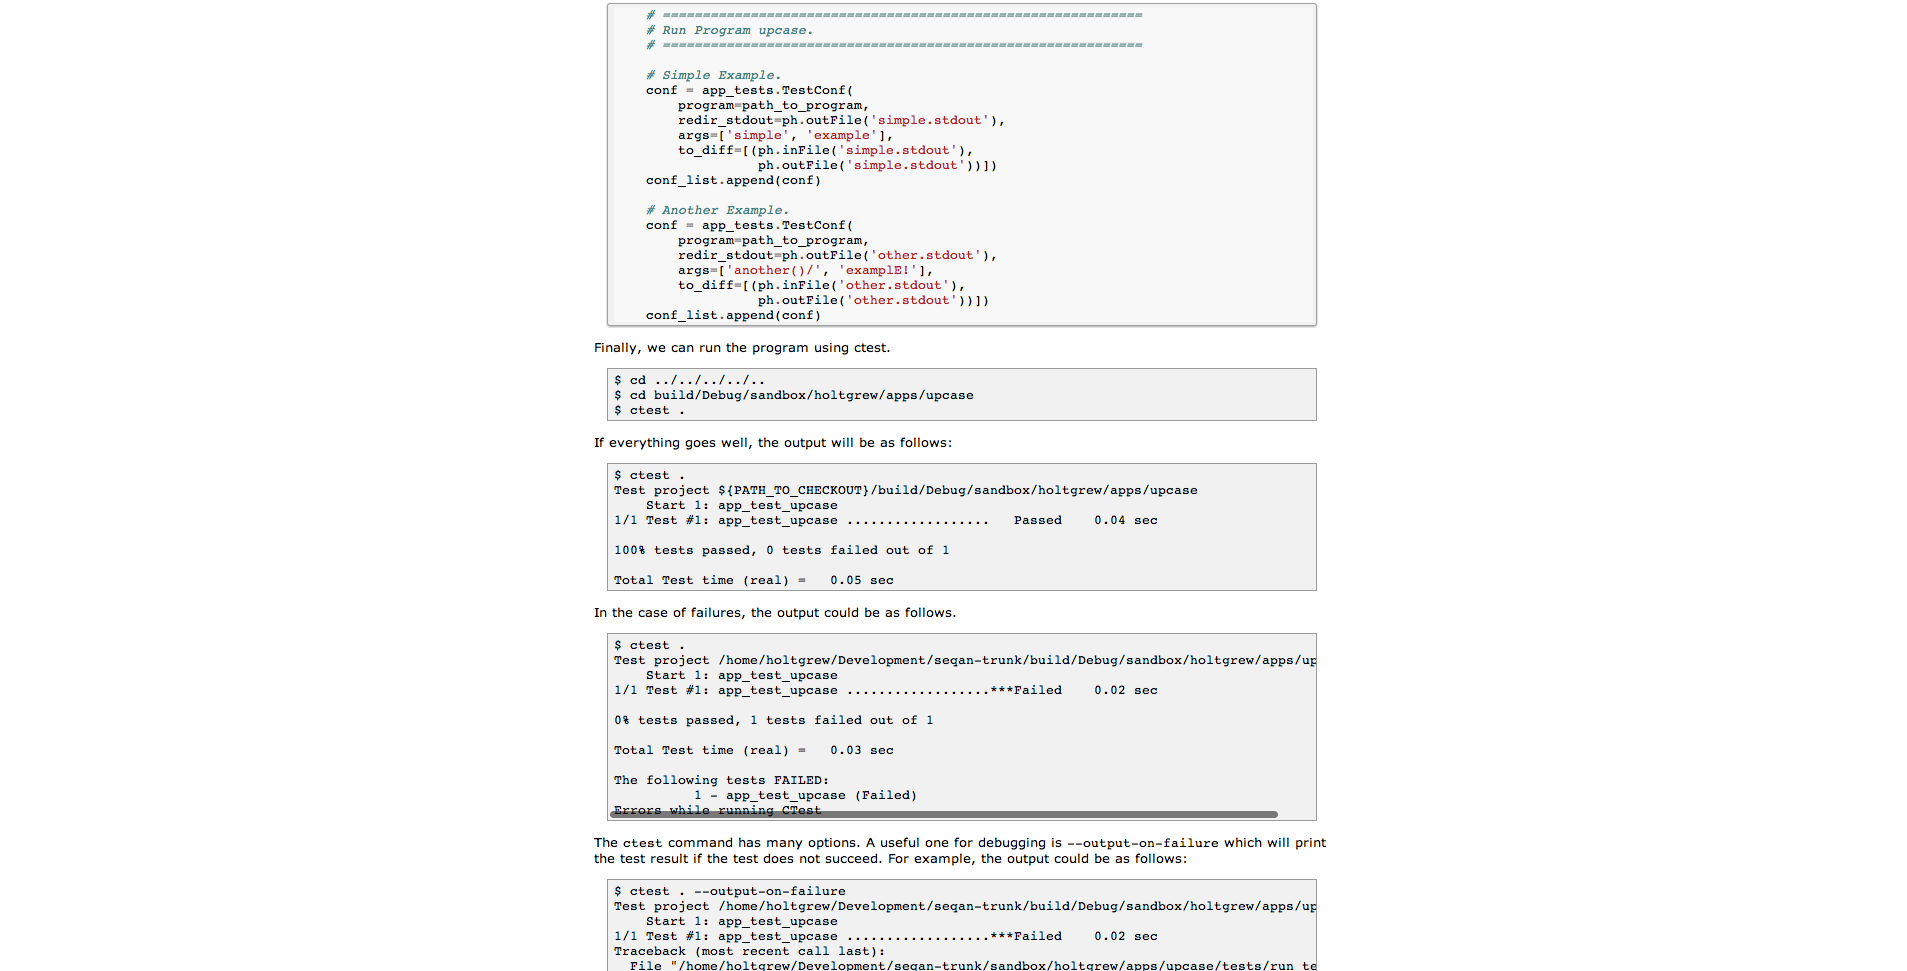 # ============================================================
# Run Program upcase.
# ============================================================
# Simple Example.
conf = app_tests.TestConf(
program=path_to_program,
redir_stdout=ph.outFile('simple.stdout'),
args=['simple', 'example'],
to_diff=[(ph.inFile('simple.stdout'),
ph.outFile('simple.stdout'))])
conf_list.append(conf)
# Another Example.
conf = app_tests.TestConf(
program=path_to_program,
redir_stdout=ph.outFile('other.stdout'),
args=['another()/', 'examplE!'],
to_diff=[(ph.inFile('other.stdout'),
ph.outFile('other.stdout'))])
conf_list.append(conf)
Finally, we can run the program using ctest.
$ cd ../../../../..
$ cd build/Debug/sandbox/holtgrew/apps/upcase
$ ctest .
If everything goes well, the output will be as follows:
$ ctest .
Test project ${PATH_TO_CHECKOUT}/build/Debug/sandbox/holtgrew/apps/upcase
Start 1: app_test_upcase
1/1 Test #1: app_test_upcase ..................   Passed    0.04 sec
100% tests passed, 0 tests failed out of 1
Total Test time (real) =   0.05 sec
In the case of failures, the output could be as follows.
$ ctest .
Test project /home/holtgrew/Development/seqan-trunk/build/Debug/sandbox/holtgrew/apps/up
Start 1: app_test_upcase
1/1 Test #1: app_test_upcase ..................***Failed    0.02 sec
0% tests passed, 1 tests failed out of 1
Total Test time (real) =   0.03 sec
The following tests FAILED:
1 - app_test_upcase (Failed)
Errors while running CTest
The ctest command has many options. A useful one for debugging is --output-on-failure which will print
the test result if the test does not succeed. For example, the output could be as follows:
$ ctest . --output-on-failure
Test project /home/holtgrew/Development/seqan-trunk/build/Debug/sandbox/holtgrew/apps/up
Start 1: app_test_upcase
1/1 Test #1: app_test_upcase ..................***Failed    0.02 sec
Traceback (most recent call last):
File "/home/holtgrew/Development/seqan-trunk/sandbox/holtgrew/apps/upcase/tests/run_te